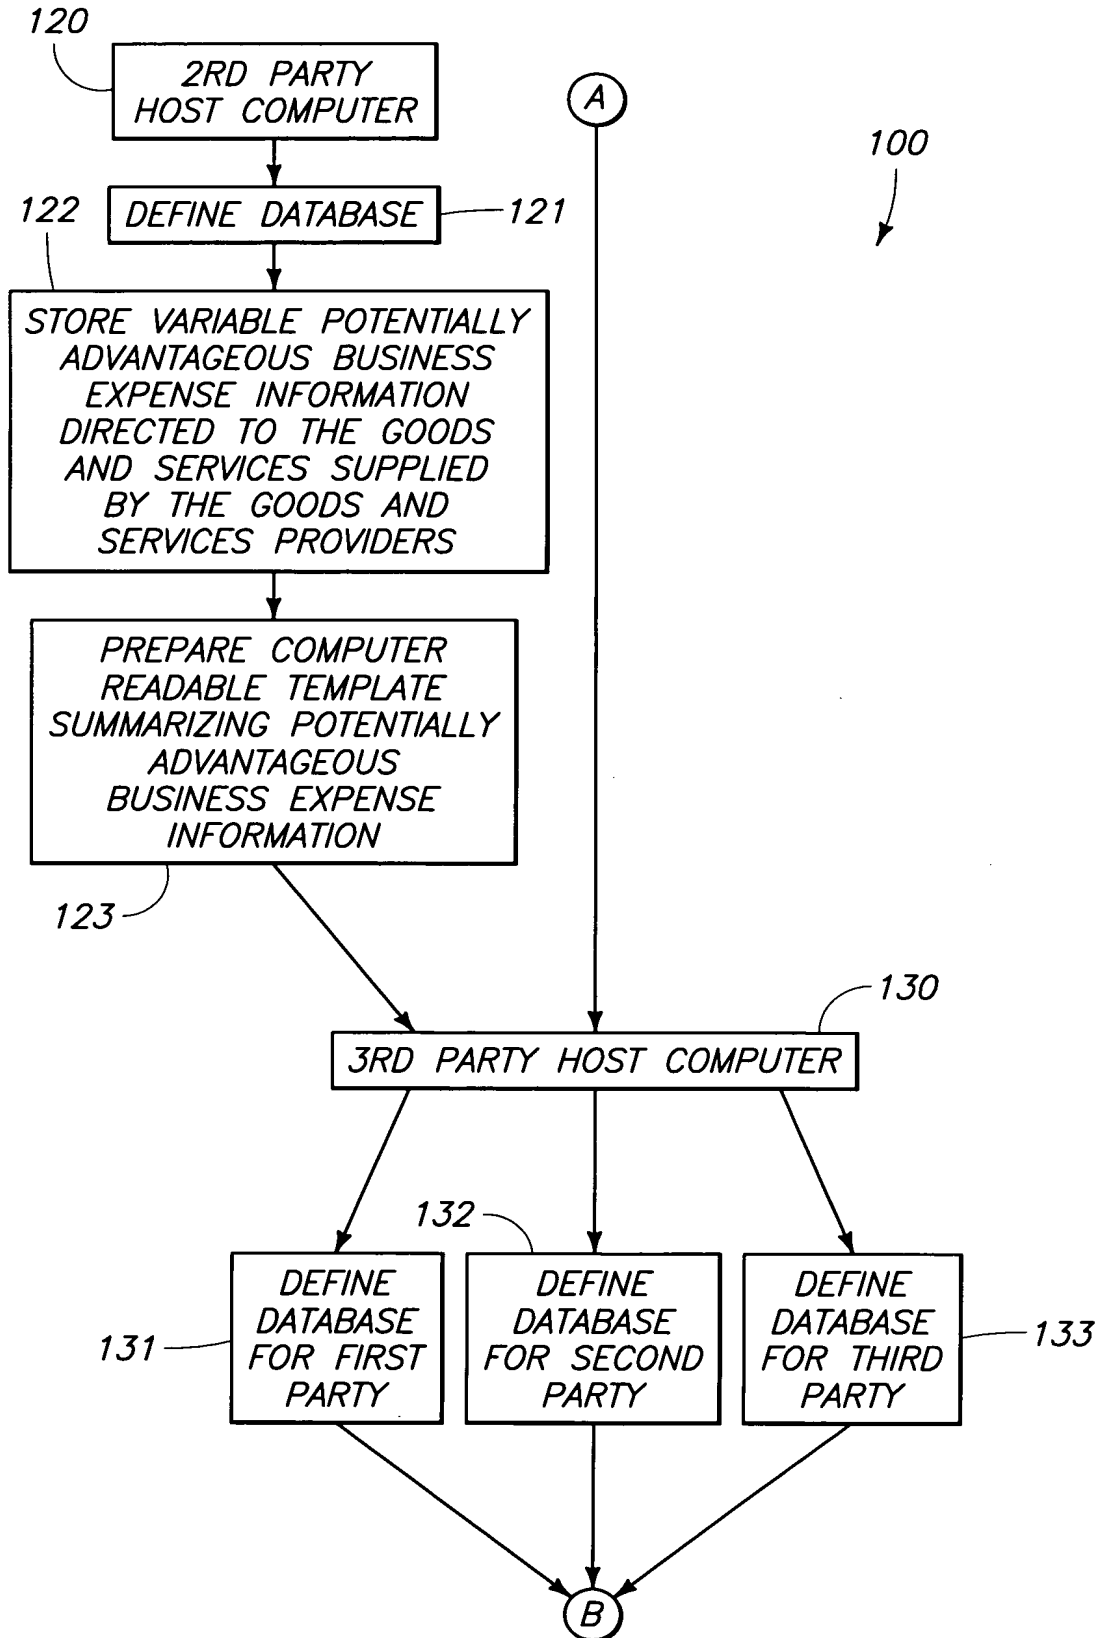 120
2RD PARTY
HOST COMPUTER
A
100
122
DEFINE DATABASE
121
STORE VARIABLE POTENTIALLY
ADVANTAGEOUS BUSINESS
EXPENSE INFORMATION
DIRECTED TO THE GOODS
AND SERVICES SUPPLIED
BY THE GOODS AND
SERVICES PROVIDERS
PREPARE COMPUTER
READABLE TEMPLATE
SUMMARIZING POTENTIALLY
ADVANTAGEOUS
BUSINESS EXPENSE
INFORMATION
123
130
3RD PARTY HOST COMPUTER
131
DEFINE
DATABASE
FOR FIRST
PARTY
132
DEFINE
DATABASE
FOR SECOND
PARTY
DEFINE
DATABASE
FOR THIRD
PARTY
133
B